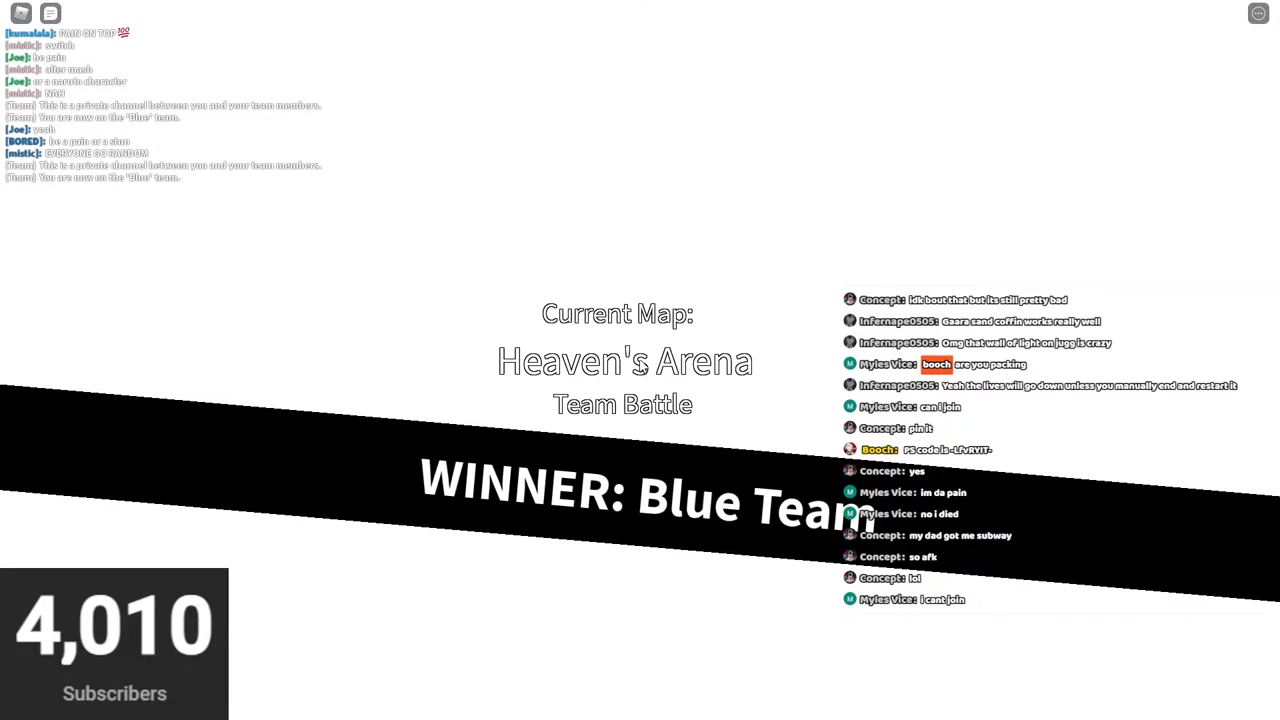 [kumalala]: PAIN ON TOP💯
[mistic]: switch
[Joe]: be pain
[mistic]: after mash
[Joe]: or a naruto character
[mistic]: NAH
{Team} This is a private channel between you and your team members.
{Team} You are now on the 'Blue' team.
[Joe]: yeah
[BORED]: be a pain or a stun
[mistic]: EVERYONE GO RANDOM
{Team} This is a private channel between you and your team members.
{Team} You are now on the 'Blue' team.
Current Map:
Heaven's Arena
Team Battle
WINNER: Blue Team
Concept: idk bout that but its still pretty bad
Infernape0505: Gaara sand coffin works really well
Infernape0505: Omg that wall of light on jugg is crazy
M Myles Vice: booch are you packing
Infernape0505: Yeah the lives will go down unless you manually end and restart it
M Myles Vice: can I join
Concept: pin it
Booch: PS code is -LfvRYIT-
Concept: yes
M Myles Vice: im da pain
M Myles Vice: no i died
Concept: my dad got me subway
Concept: so afk
Concept: lol
M Myles Vice: i cant join
4,010
Subscribers